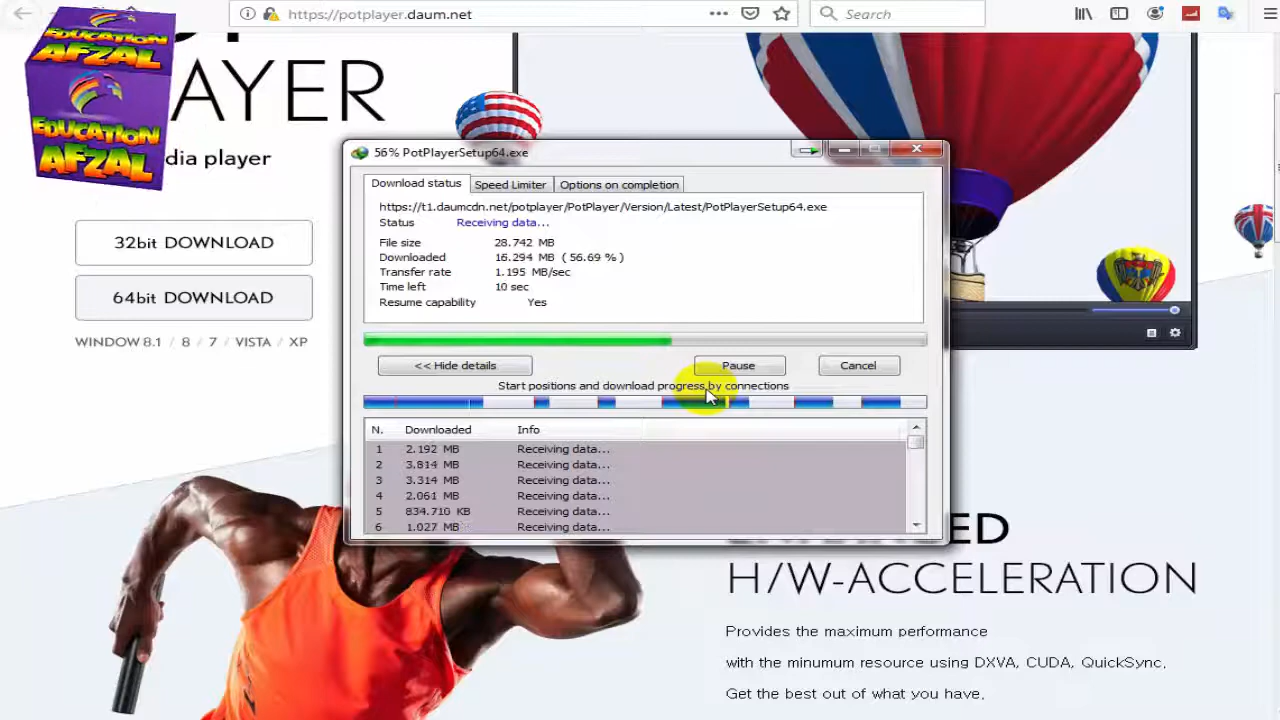 https://potplayer.daum.net
Search
EDUCATION
AFZAL
EDUCATION
AFZAL
AYER
dia player
32bit DOWNLOAD
64bit DOWNLOAD
WINDOW 8.1 / 8 / 7 / VISTA / XP
56% PotPlayerSetup64.exe
Download status
Speed Limiter
Options on completion
https://t1.daumcdn.net/potplayer/PotPlayer/Version/Latest/PotPlayerSetup64.exe
Status Receiving data...
File size 28.742 MB
Downloaded 16.294 MB ( 56.69 % )
Transfer rate 1.195 MB/sec
Time left 10 sec
Resume capability Yes
<< Hide details
Pause
Cancel
Start positions and download progress by connections
N. Downloaded Info
1 2.192 MB Receiving data...
2 3.814 MB Receiving data...
3 3.314 MB Receiving data...
4 2.061 MB Receiving data...
5 834.710 KB Receiving data...
6 1.027 MB Receiving data...
ED
H/W-ACCELERATION
Provides the maximum performance
with the minumum resource using DXVA, CUDA, QuickSync.
Get the best out of what you have.